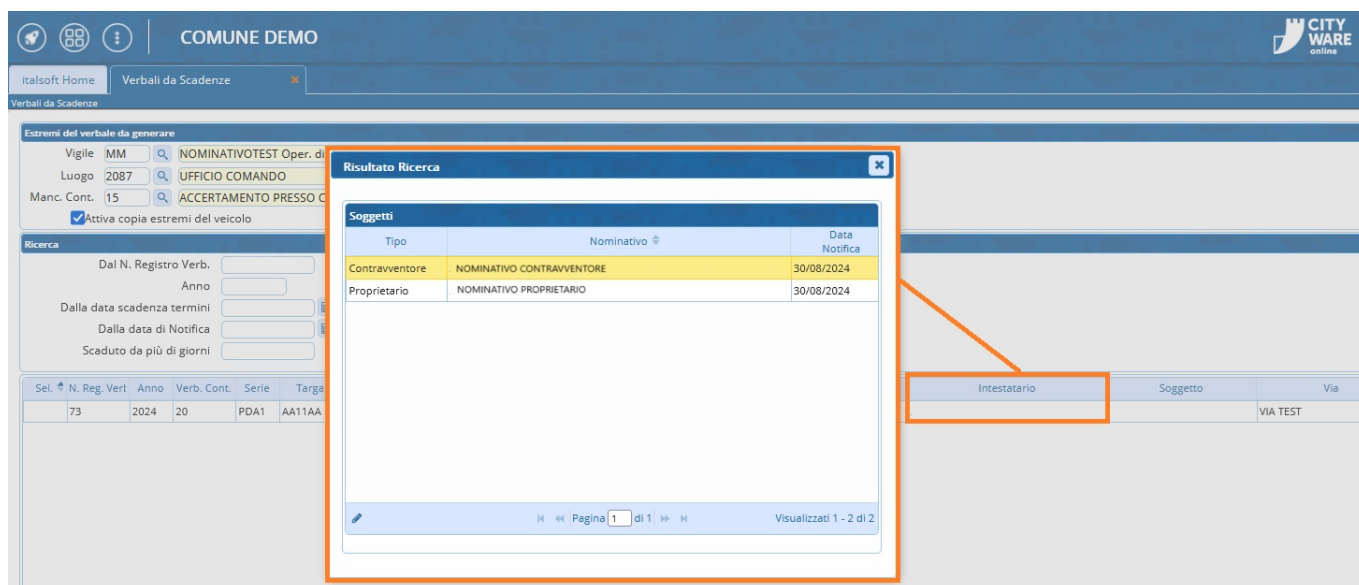 COMUNE DEMO
CITY
WARE
online
italsoft Home
Verbali da Scadenze
Verbali da Scadenze
Estremi del verbale da generare
Vigile MM NOMINATIVOTEST Oper. di
Luogo 2087 UFFICIO COMANDO
Manc. Cont. 15 ACCERTAMENTO PRESSO C
Attiva copia estremi del veicolo
Ricerca
Dal N. Registro Verb.
Anno
Dalla data scadenza termini
Dalla data di Notifica
Scaduto da più di giorni
Risultato Ricerca
Soggetti
Tipo Nominativo Data
Notifica
Contravventore NOMINATIVO CONTRAVVENTORE 30/08/2024
Proprietario NOMINATIVO PROPRIETARIO 30/08/2024
Pagina 1 di 1 Visualizzati 1 - 2 di 2
Sel. N. Reg. Vert Anno Verb. Cont. Serie Targa Intestatario Soggetto Via
73 2024 20 PDA1 AA11AA VIA TEST